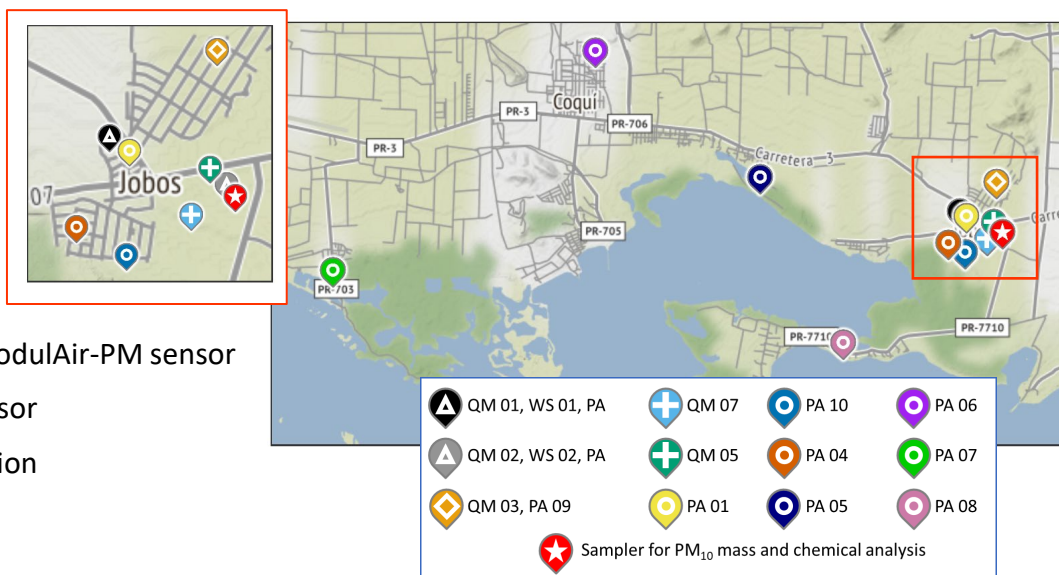 Jobos
07
Coquí
PR-3
PR-706
PR-3
Carretera 3
PR-705
PR-703
PR-7710
PR-7710
Carre
odulAir-PM sensor
sor
ion
QM 01, WS 01, PA
QM 07
PA 10
PA 06
QM 02, WS 02, PA
QM 05
PA 04
PA 07
QM 03, PA 09
PA 01
PA 05
PA 08
Sampler for PM10 mass and chemical analysis